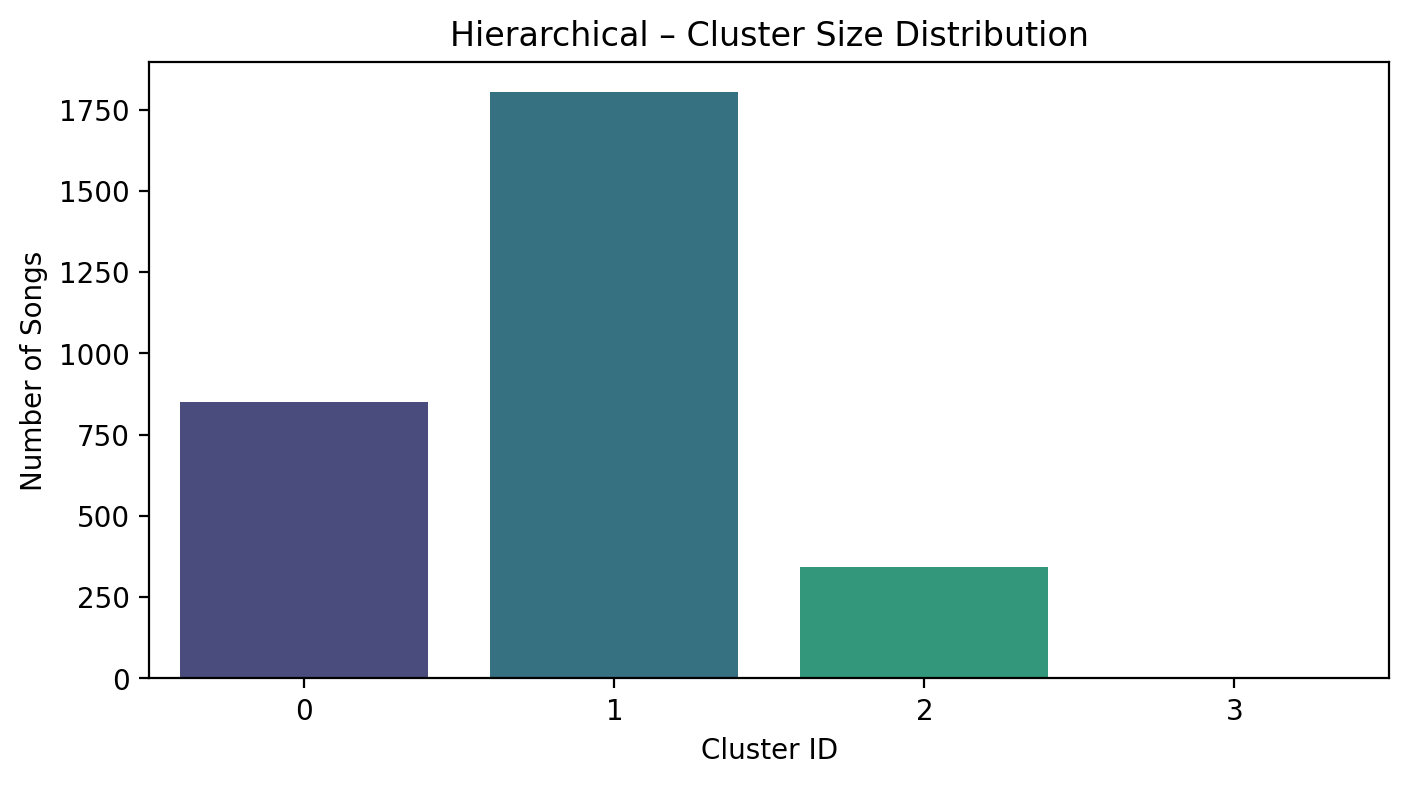 Hierarchical – Cluster Size Distribution
1750
1500
1250
1000
750
500
250
0
Number of Songs
0 1 2 3
Cluster ID